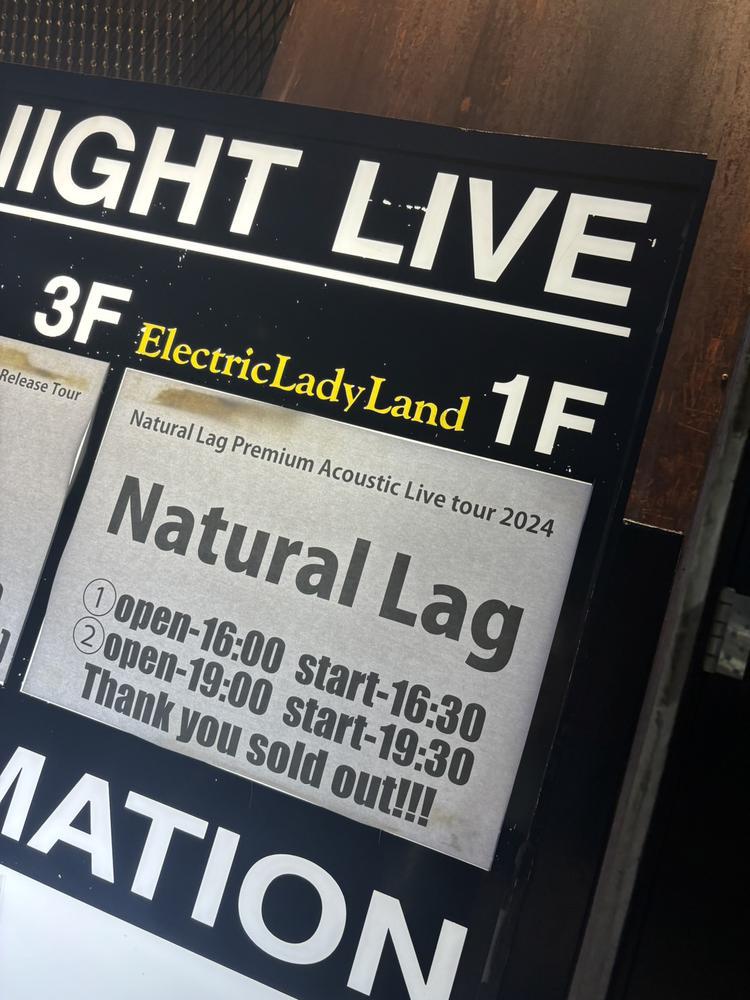 NIGHT LIVE
3F
ElectricLadyLand 1F
Release Tour
Natural Lag Premium Acoustic Live tour 2024
Natural Lag
①open-16:00 start-16:30
②open-19:00 start-19:30
Thank you sold out!!!
MATION